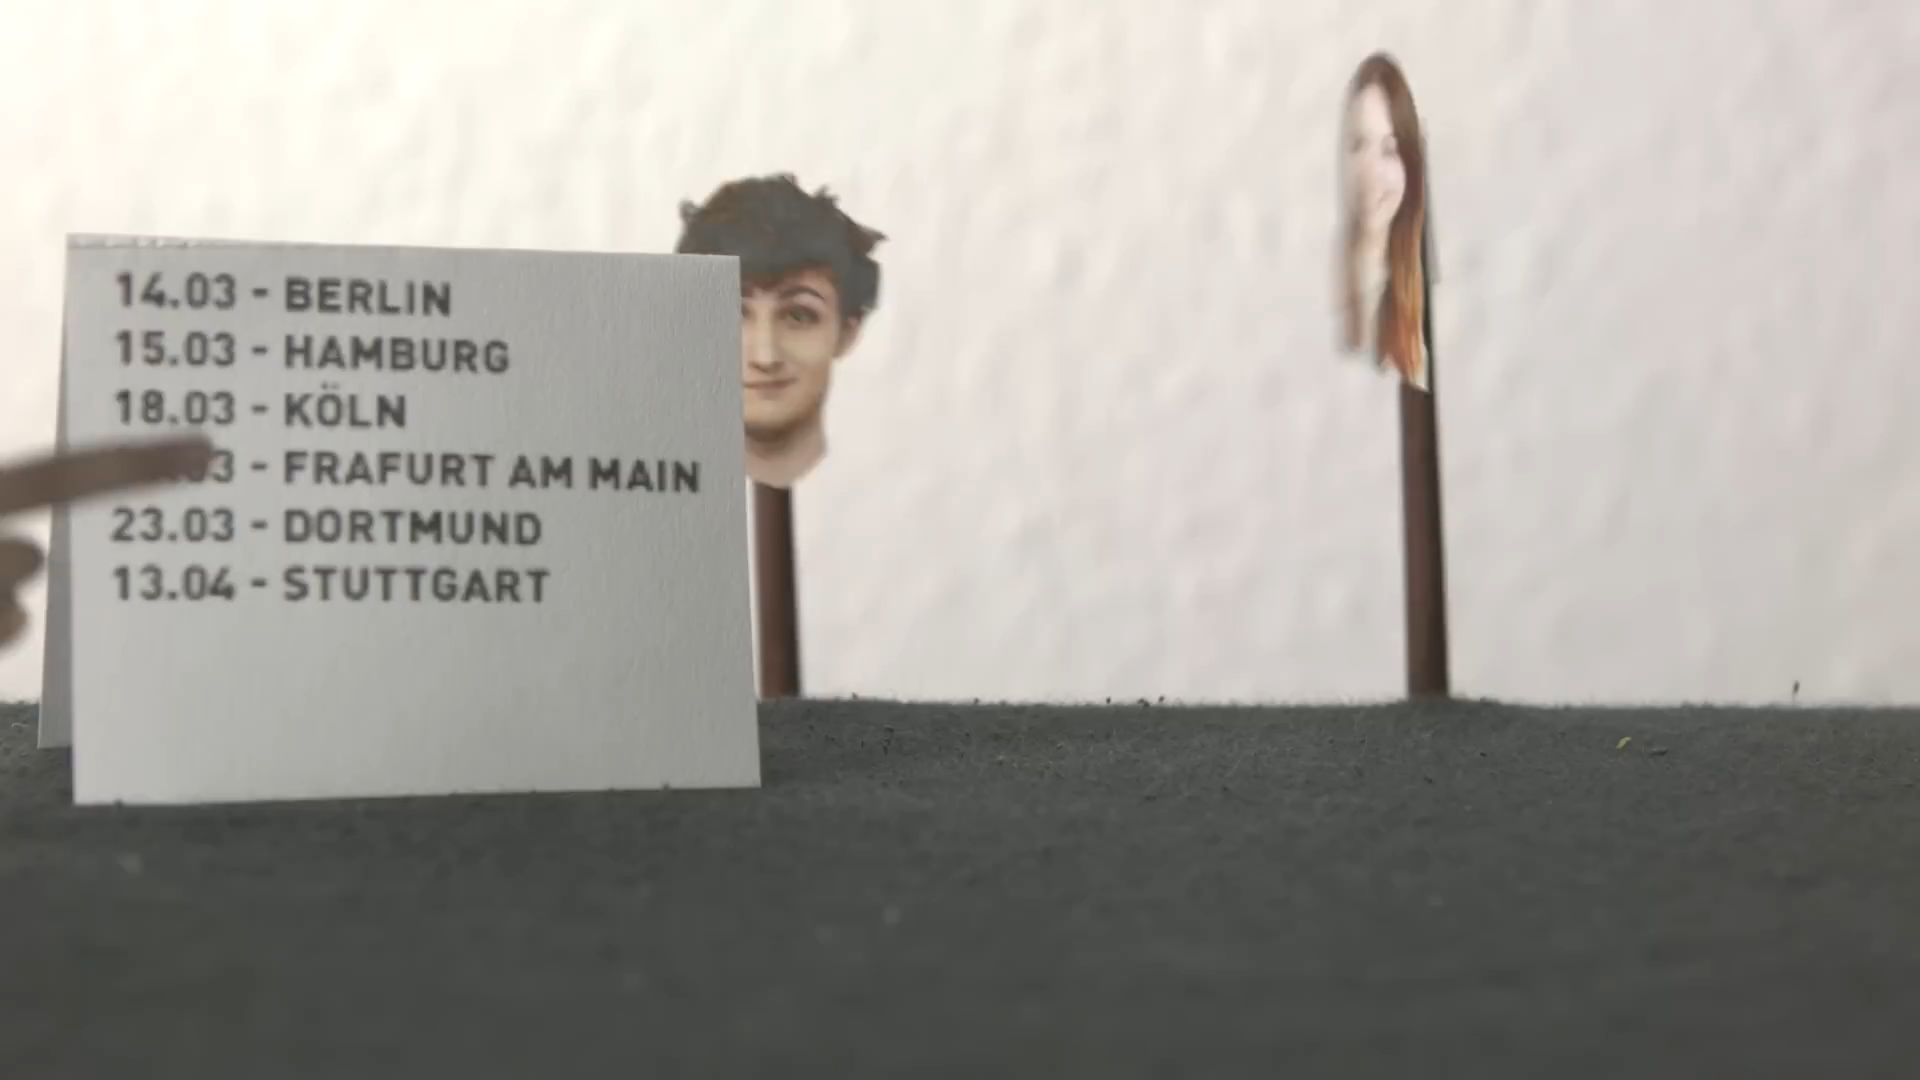 14.03 - BERLIN
15.03 - HAMBURG
18.03 - KÖLN
- FRAFURT AM MAIN
23.03 - DORTMUND
13.04 - STUTTGART